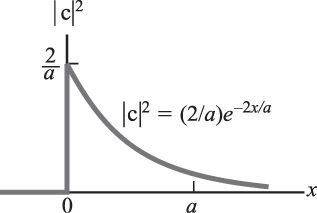 |c|²
2/a
|c|² = (2/a)e^{-2x/a}
0
a
x